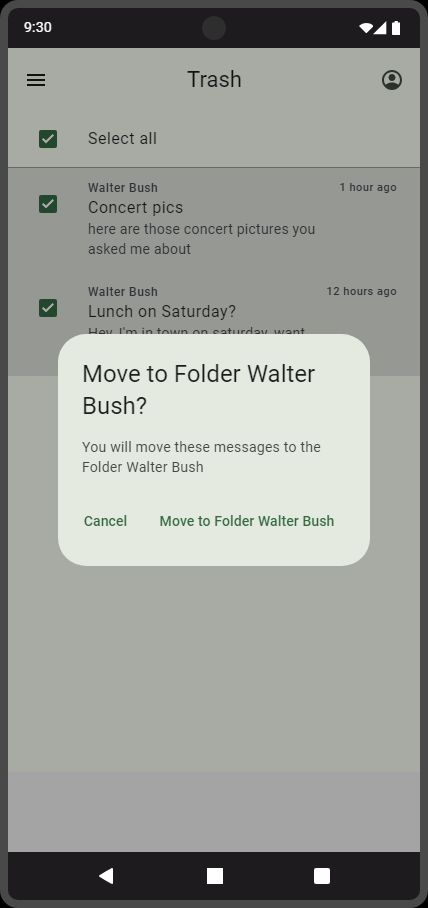 9:30
Trash
Select all
Walter Bush
1 hour ago
Concert pics
here are those concert pictures you
asked me about
Walter Bush
12 hours ago
Lunch on Saturday?
Hey, I'm in town on saturday, want
Move to Folder Walter
Bush?
You will move these messages to the
Folder Walter Bush
Cancel
Move to Folder Walter Bush